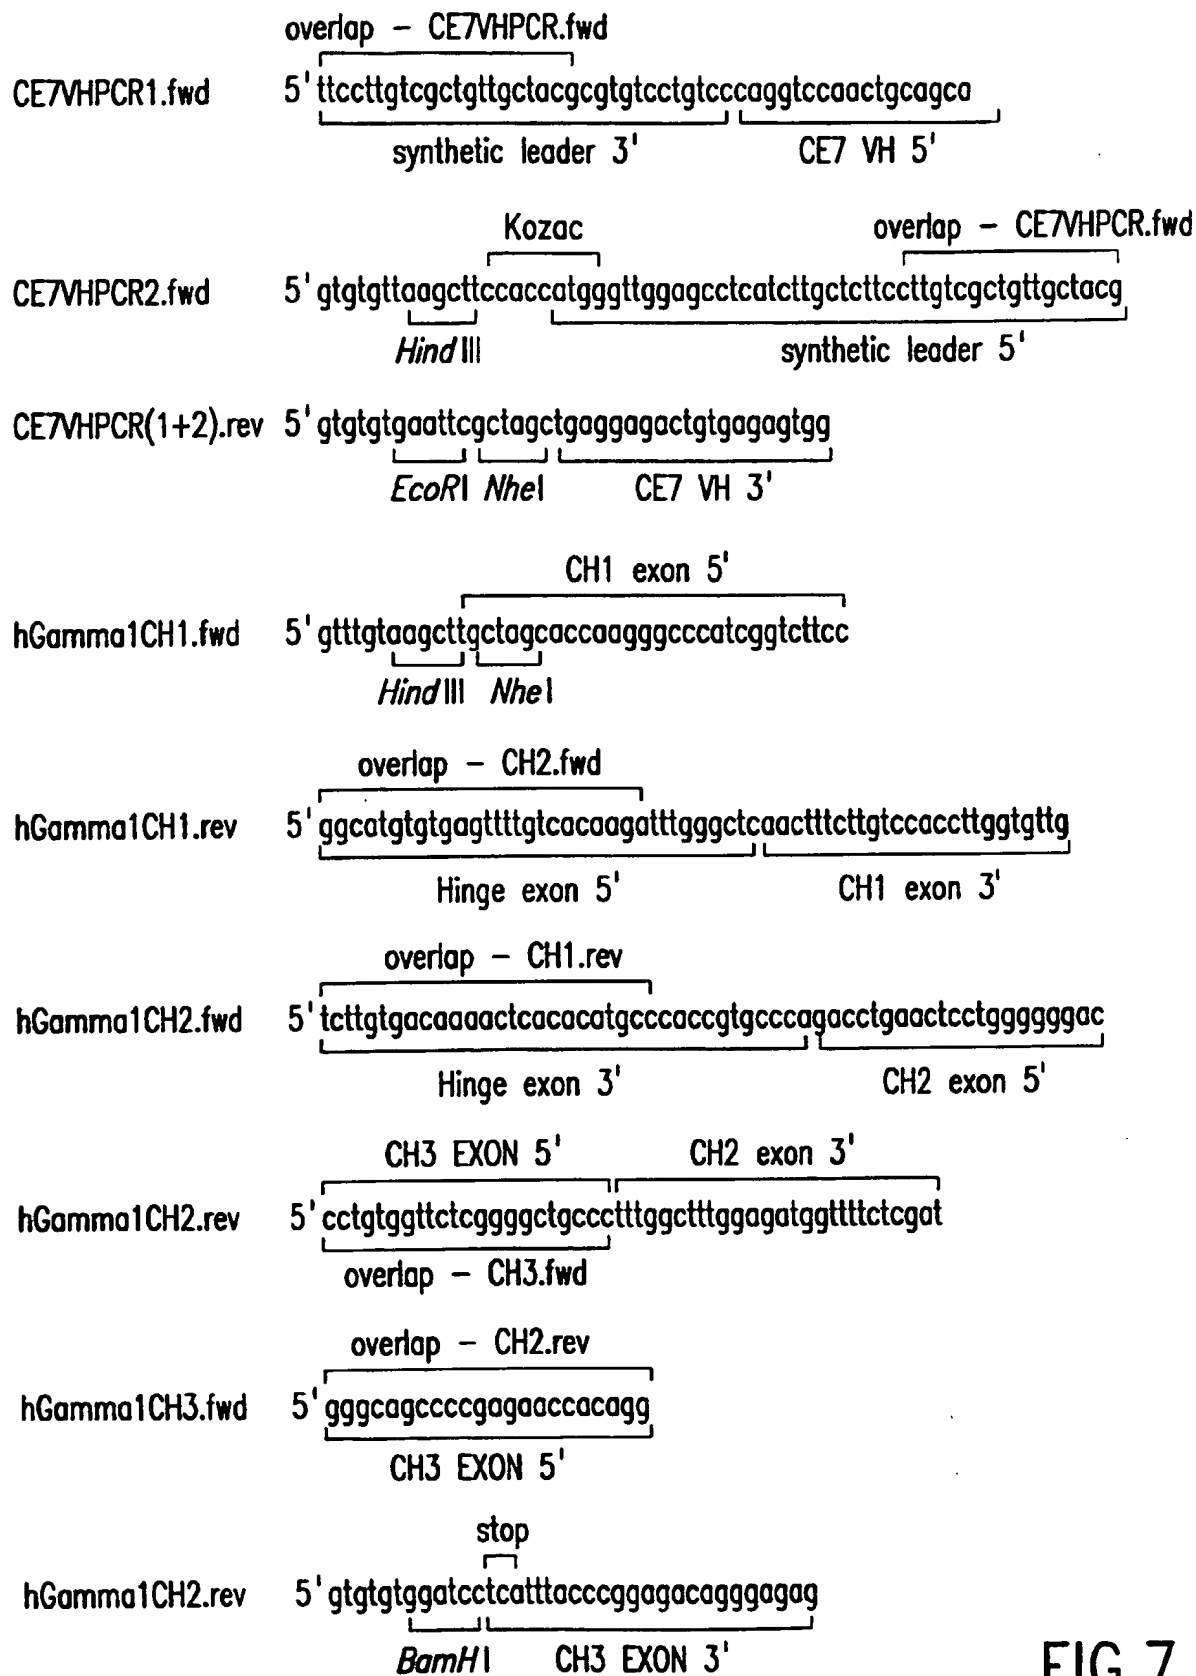 overlap – CE7VHPCR.fwd
CE7VHPCR1.fwd 5'ttccttgtcgctgttgctacgcgtgtcctgtcccaggtccaactgcagca
synthetic leader 3' CE7 VH 5'
Kozac overlap – CE7VHPCR.fwd
CE7VHPCR2.fwd 5'gtgtgttaagcttccaccatgggttggagcctcatcttgctcttccttgtcgctgttgctacg
Hind III synthetic leader 5'
CE7VHPCR(1+2).rev 5'gtgtgtgaattcgctagctgaggagactgtgagagtgg
EcoRI NheI CE7 VH 3'
CH1 exon 5'
hGamma1CH1.fwd 5'gtttgtaagcttgctagcaccaagggcccatcggtcttcc
Hind III NheI
overlap – CH2.fwd
hGamma1CH1.rev 5'ggcatgtgtgagttttgtcacaagatttgggctcaactttcttgtccaccttggtgttg
Hinge exon 5' CH1 exon 3'
overlap – CH1.rev
hGamma1CH2.fwd 5'tcttgtgacaaaactcacacatgcccaccgtgcccagacctgaactcctggggggac
Hinge exon 3' CH2 exon 5'
CH3 EXON 5' CH2 exon 3'
hGamma1CH2.rev 5'cctgtggttctcggggctgccctttggctttggagatggttttctcgat
overlap – CH3.fwd
overlap – CH2.rev
hGamma1CH3.fwd 5'gggcagccccgagaaccacagg
CH3 EXON 5'
stop
hGamma1CH2.rev 5'gtgtgtggatcctcatttacccggagacagggagag
BamHI CH3 EXON 3'
FIG. 7